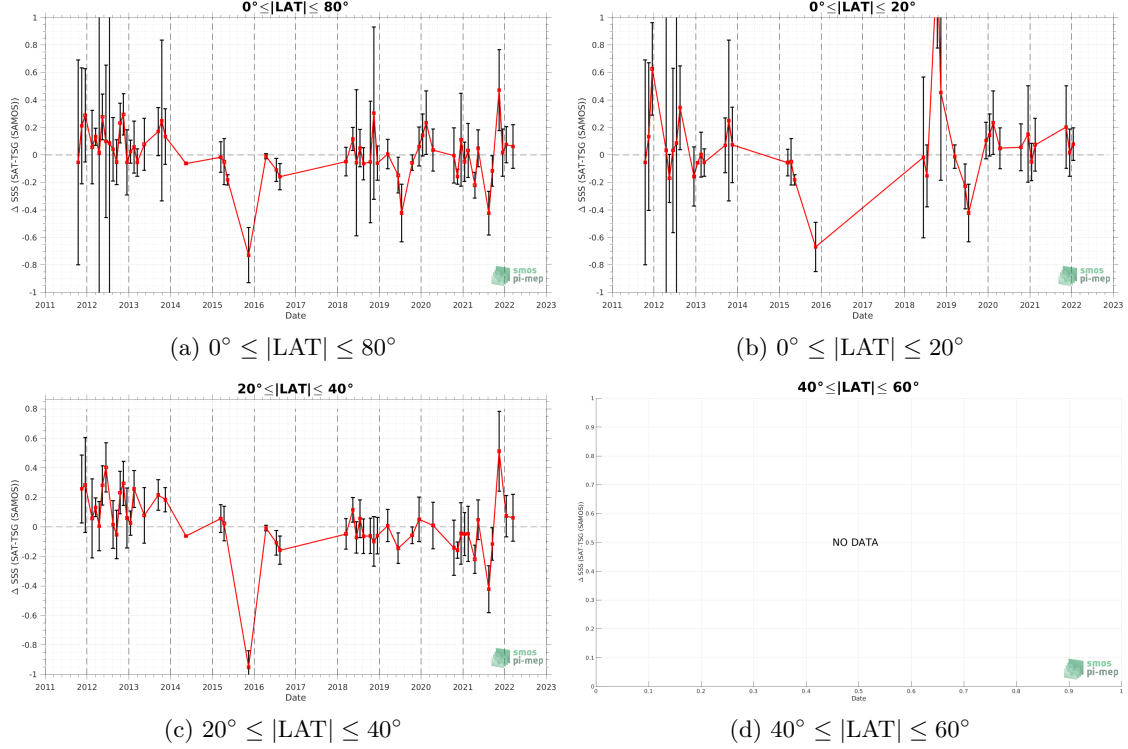 0°≤|LAT|≤ 80°
1
0.8
0.6
0.4
0.2
0
-0.2
-0.4
-0.6
-0.8
-1
Δ SSS (SAT-TSG (SAMOS))
2011 2012 2013 2014 2015 2016 2017 2018 2019 2020 2021 2022 2023
Date
smos
pi-mep
(a) 0° ≤ |LAT| ≤ 80°
0°≤|LAT|≤ 20°
1
0.8
0.6
0.4
0.2
0
-0.2
-0.4
-0.6
-0.8
-1
Δ SSS (SAT-TSG (SAMOS))
2011 2012 2013 2014 2015 2016 2017 2018 2019 2020 2021 2022 2023
Date
smos
pi-mep
(b) 0° ≤ |LAT| ≤ 20°
20°≤|LAT|≤ 40°
0.8
0.6
0.4
0.2
0
-0.2
-0.4
-0.6
-0.8
-1
Δ SSS (SAT-TSG (SAMOS))
2011 2012 2013 2014 2015 2016 2017 2018 2019 2020 2021 2022 2023
Date
smos
pi-mep
(c) 20° ≤ |LAT| ≤ 40°
40°≤|LAT|≤ 60°
1
0.9
0.8
0.7
0.6
0.5
0.4
0.3
0.2
0.1
0
Δ SSS (SAT-TSG (SAMOS))
NO DATA
0 0.1 0.2 0.3 0.4 0.5 0.6 0.7 0.8 0.9 1
Date
smos
pi-mep
(d) 40° ≤ |LAT| ≤ 60°